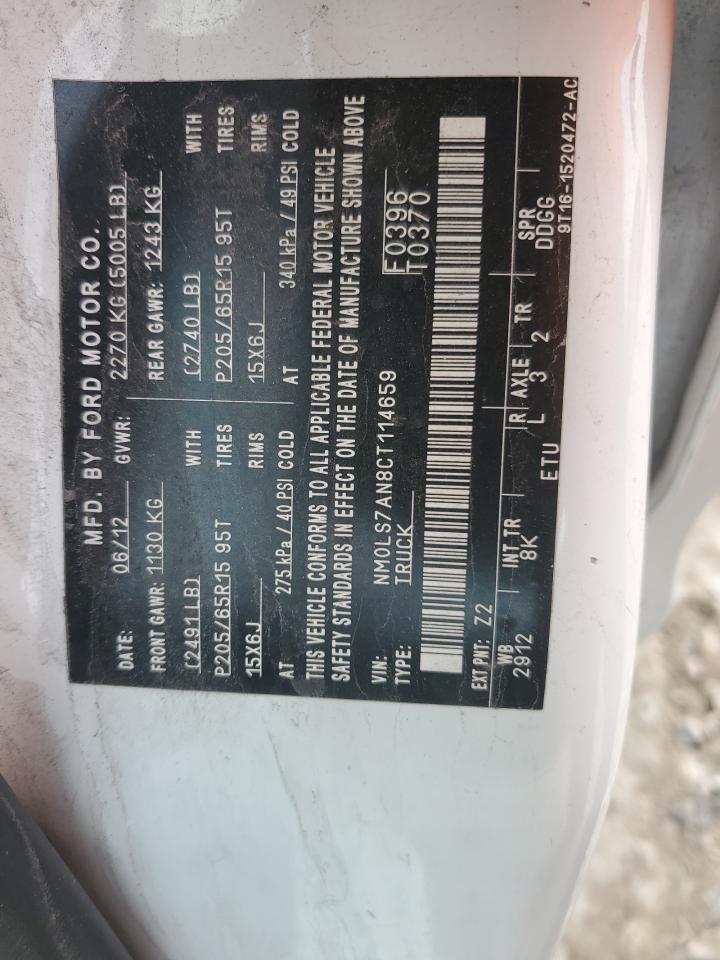 MFD. BY FORD MOTOR CO.
DATE: 06/12 GVWR: 2270 KG (5005 LB)
FRONT GAWR: 1130 KG REAR GAWR: 1243 KG
(2491LB) WITH (2740 LB) WITH
P205/65R15 95T TIRES P205/65R15 95T TIRES
15X6J RIMS 15X6J RIMS
AT 275 kPa / 40 PSI COLD AT 340 kPa / 49 PSI COLD
THIS VEHICLE CONFORMS TO ALL APPLICABLE FEDERAL MOTOR VEHICLE
SAFETY STANDARDS IN EFFECT ON THE DATE OF MANUFACTURE SHOWN ABOVE
VIN: NM0LS7AN8CT114659 F0396
TYPE: TRUCK T0370
EXT PNT: Z2
WB INT TR R AXLE TR SPR
2912 8K L 3 2 DDGG
ETU 9T16-1520472-AC